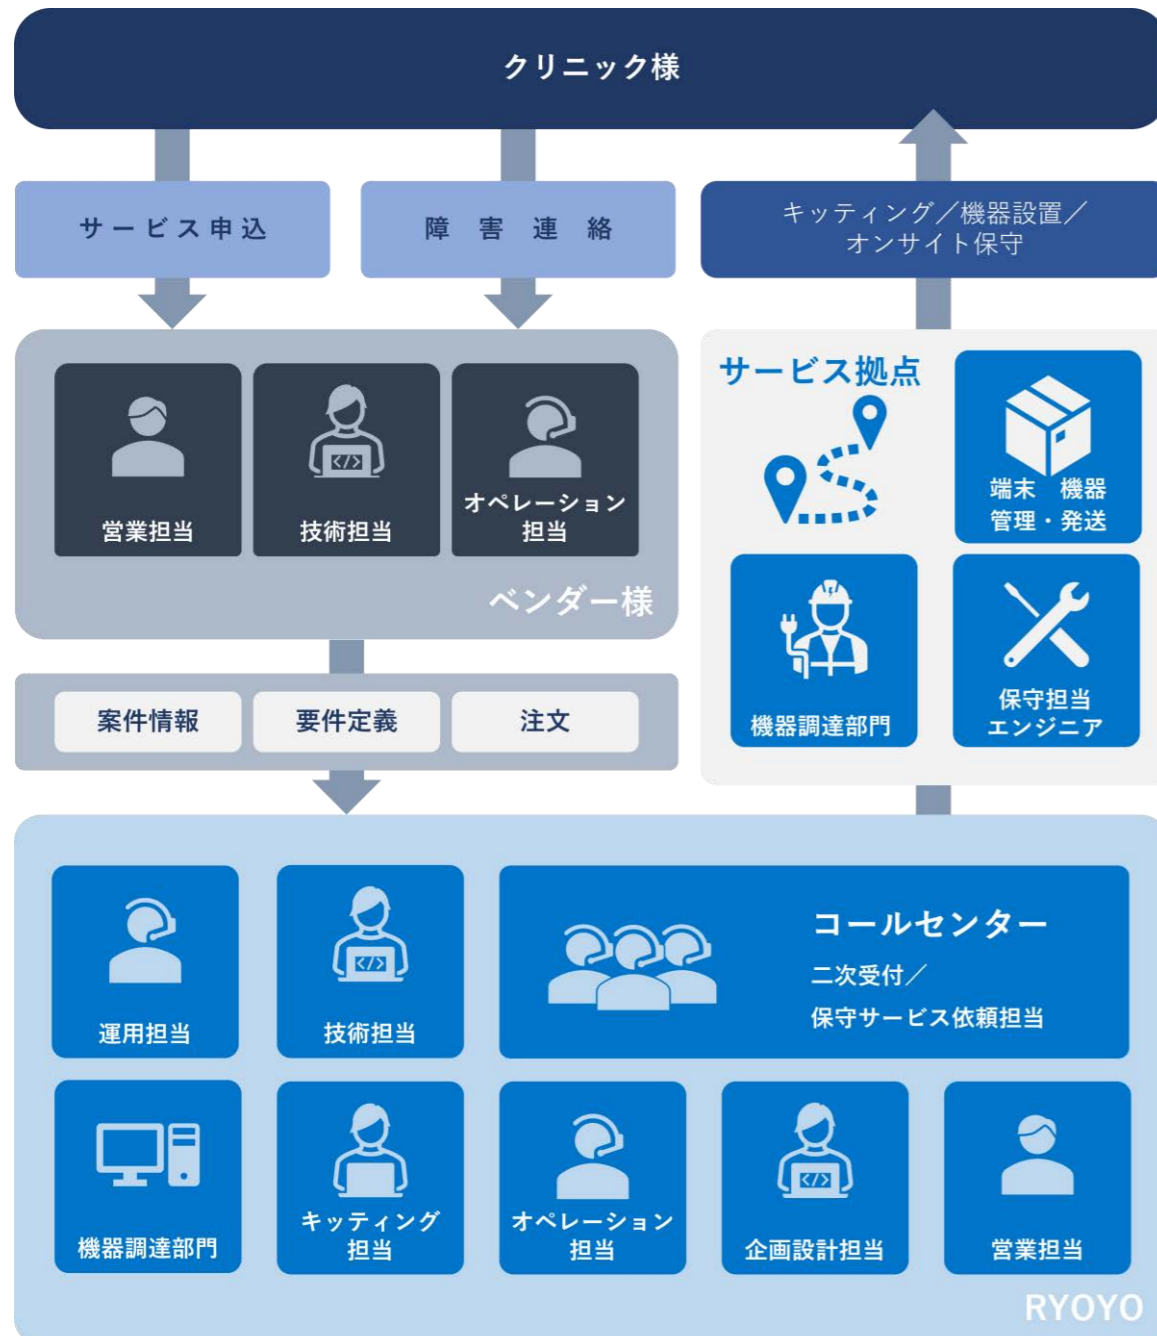 クリニック様
サービス申込
障害連絡
キッティング／機器設置／
オンサイト保守
営業担当
技術担当
オペレーション
担当
ベンダー様
サービス拠点
端末　機器
管理・発送
機器調達部門
保守担当
エンジニア
案件情報
要件定義
注文
運用担当
技術担当
コールセンター
二次受付／
保守サービス依頼担当
機器調達部門
キッティング
担当
オペレーション
担当
企画設計担当
営業担当
RYOYO